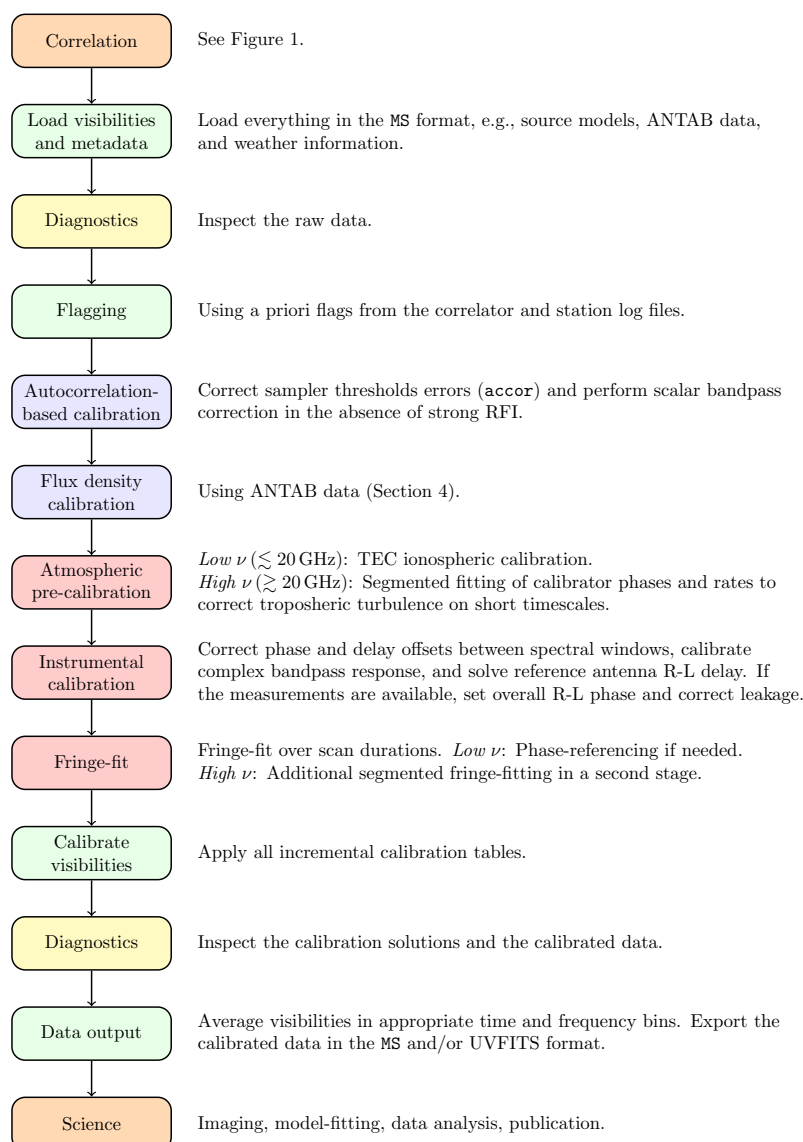 Correlation
See Figure 1.
Load visibilities
and metadata
Load everything in the MS format, e.g., source models, ANTAB data,
and weather information.
Diagnostics
Inspect the raw data.
Flagging
Using a priori flags from the correlator and station log files.
Autocorrelation-
based calibration
Correct sampler thresholds errors (accor) and perform scalar bandpass
correction in the absence of strong RFI.
Flux density
calibration
Using ANTAB data (Section 4).
Atmospheric
pre-calibration
Low ν (≲ 20 GHz): TEC ionospheric calibration.
High ν (≳ 20 GHz): Segmented fitting of calibrator phases and rates to
correct troposheric turbulence on short timescales.
Instrumental
calibration
Correct phase and delay offsets between spectral windows, calibrate
complex bandpass response, and solve reference antenna R-L delay. If
the measurements are available, set overall R-L phase and correct leakage.
Fringe-fit
Fringe-fit over scan durations. Low ν: Phase-referencing if needed.
High ν: Additional segmented fringe-fitting in a second stage.
Calibrate
visibilities
Apply all incremental calibration tables.
Diagnostics
Inspect the calibration solutions and the calibrated data.
Data output
Average visibilities in appropriate time and frequency bins. Export the
calibrated data in the MS and/or UVFITS format.
Science
Imaging, model-fitting, data analysis, publication.